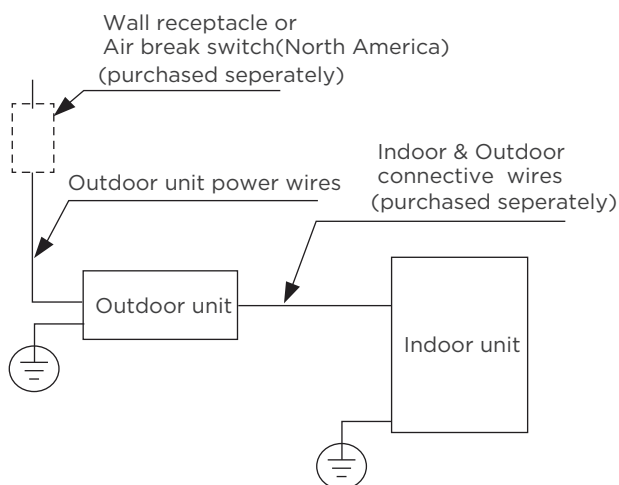 Wall receptacle or
Air break switch(North America)
(purchased seperately)
Indoor & Outdoor
connective wires
(purchased seperately)
Outdoor unit power wires
Outdoor unit
Indoor unit